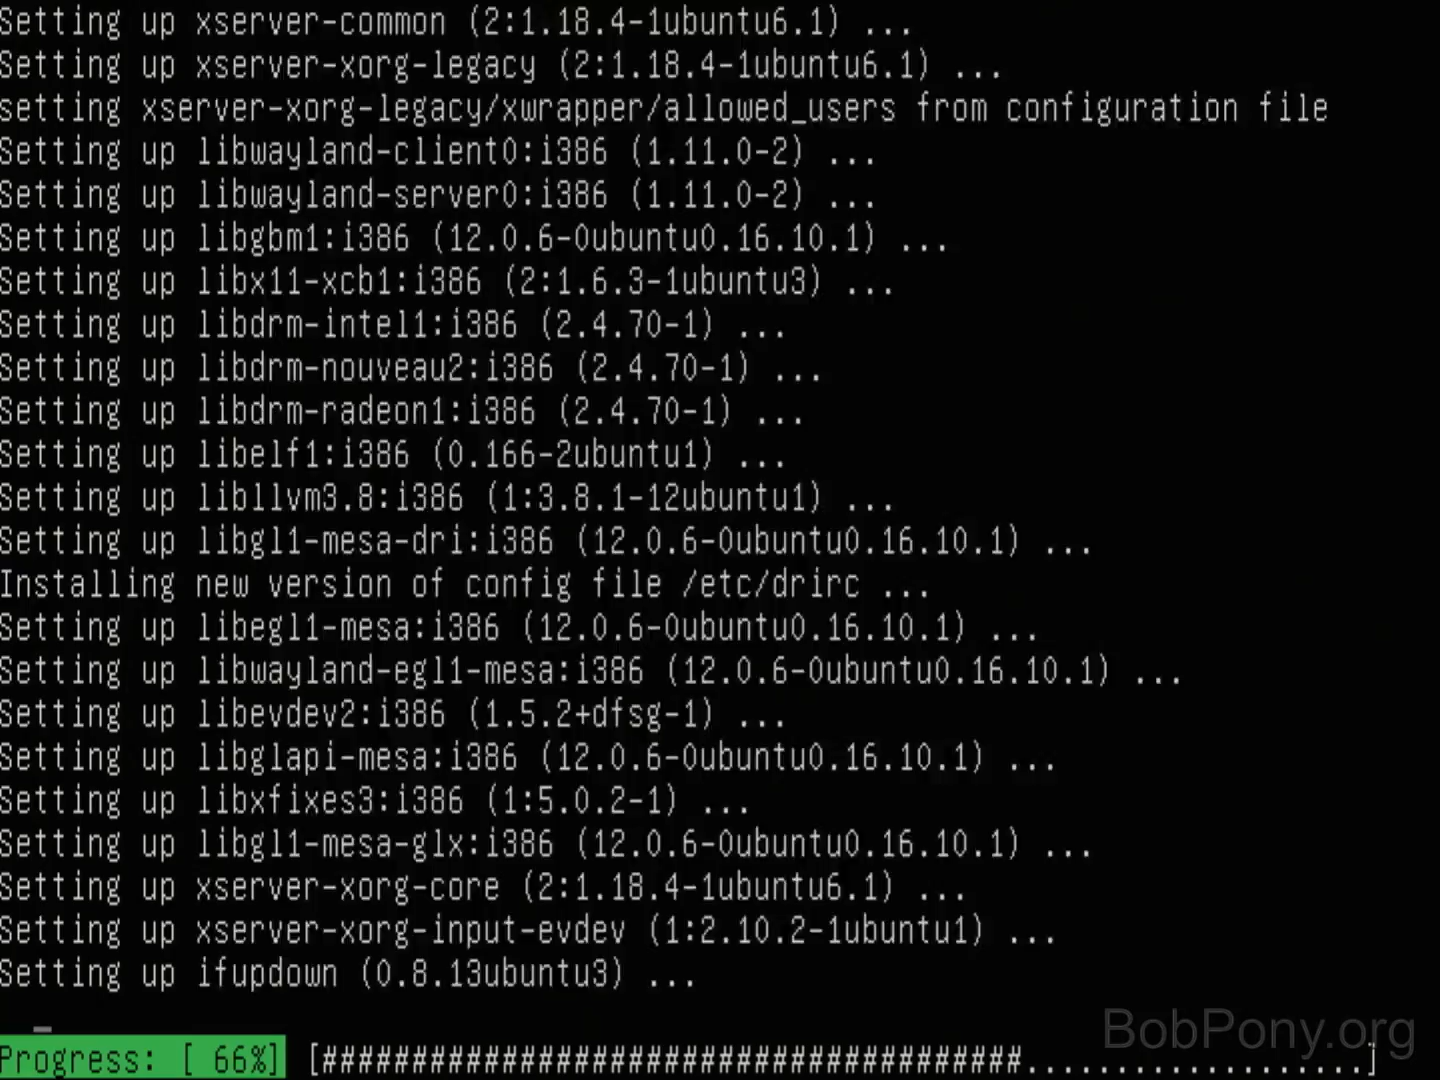 Setting up xserver-common (2:1.18.4-1ubuntu6.1) ...
Setting up xserver-xorg-legacy (2:1.18.4-1ubuntu6.1) ...
setting xserver-xorg-legacy/xwrapper/allowed_users from configuration file
Setting up libwayland-client0:i386 (1.11.0-2) ...
Setting up libwayland-server0:i386 (1.11.0-2) ...
Setting up libgbm1:i386 (12.0.6-0ubuntu0.16.10.1) ...
Setting up libx11-xcb1:i386 (2:1.6.3-1ubuntu3) ...
Setting up libdrm-intel1:i386 (2.4.70-1) ...
Setting up libdrm-nouveau2:i386 (2.4.70-1) ...
Setting up libdrm-radeon1:i386 (2.4.70-1) ...
Setting up libelf1:i386 (0.166-2ubuntu1) ...
Setting up libllvm3.8:i386 (1:3.8.1-12ubuntu1) ...
Setting up libgl1-mesa-dri:i386 (12.0.6-0ubuntu0.16.10.1) ...
Installing new version of config file /etc/drirc ...
Setting up libegl1-mesa:i386 (12.0.6-0ubuntu0.16.10.1) ...
Setting up libwayland-egl1-mesa:i386 (12.0.6-0ubuntu0.16.10.1) ...
Setting up libevdev2:i386 (1.5.2+dfsg-1) ...
Setting up libglapi-mesa:i386 (12.0.6-0ubuntu0.16.10.1) ...
Setting up libxfixes3:i386 (1:5.0.2-1) ...
Setting up libgl1-mesa-glx:i386 (12.0.6-0ubuntu0.16.10.1) ...
Setting up xserver-xorg-core (2:1.18.4-1ubuntu6.1) ...
Setting up xserver-xorg-input-evdev (1:2.10.2-1ubuntu1) ...
Setting up ifupdown (0.8.13ubuntu3) ...
BobPony.org
Progress: [ 66%] [#######################################...................]